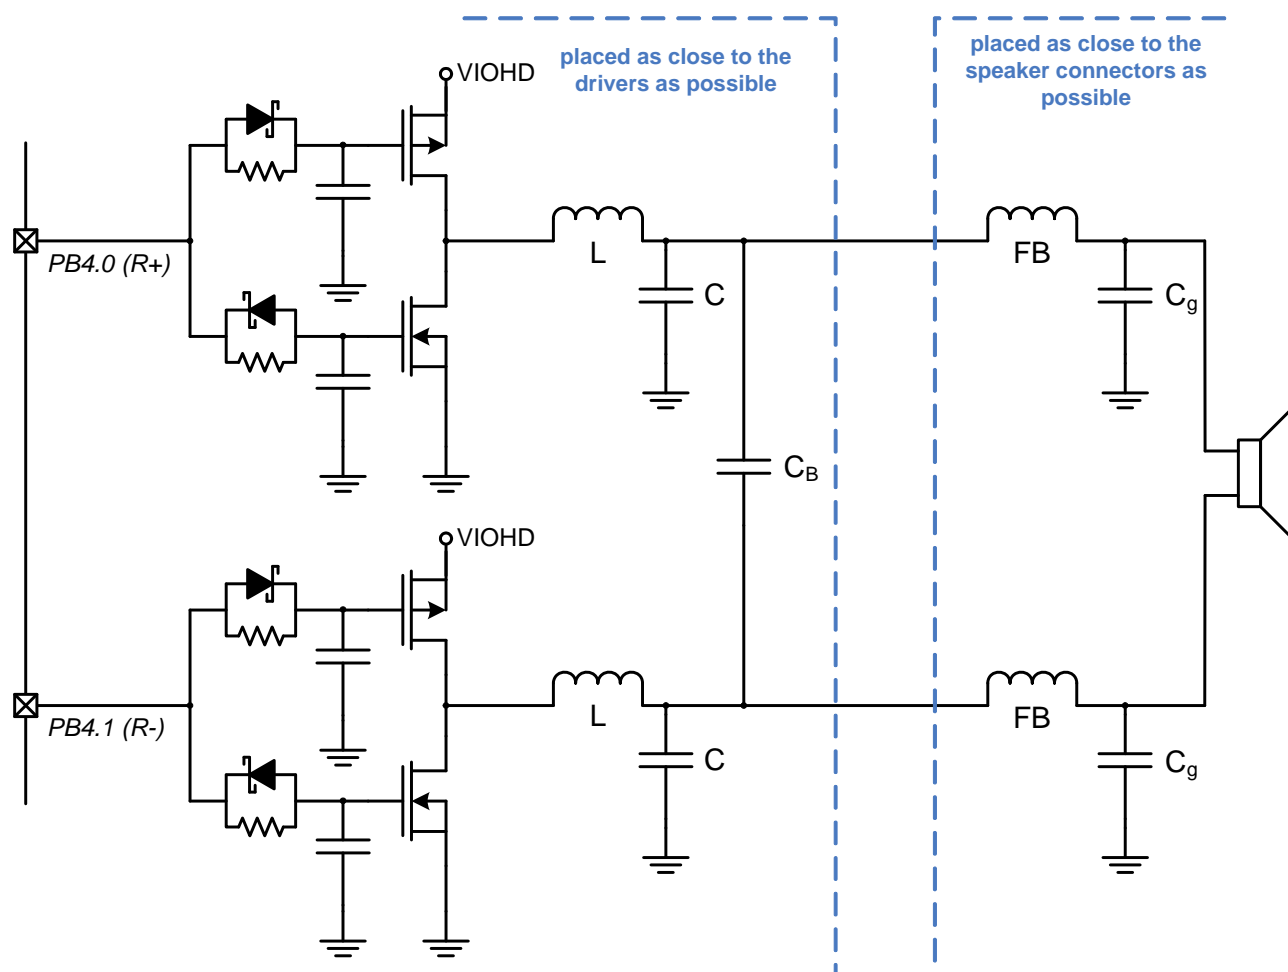 placed as close to the
drivers as possible
placed as close to the
speaker connectors as
possible
VIOHD
PB4.0 (R+)
L
C
FB
Cg
CB
VIOHD
PB4.1 (R-)
L
C
FB
Cg